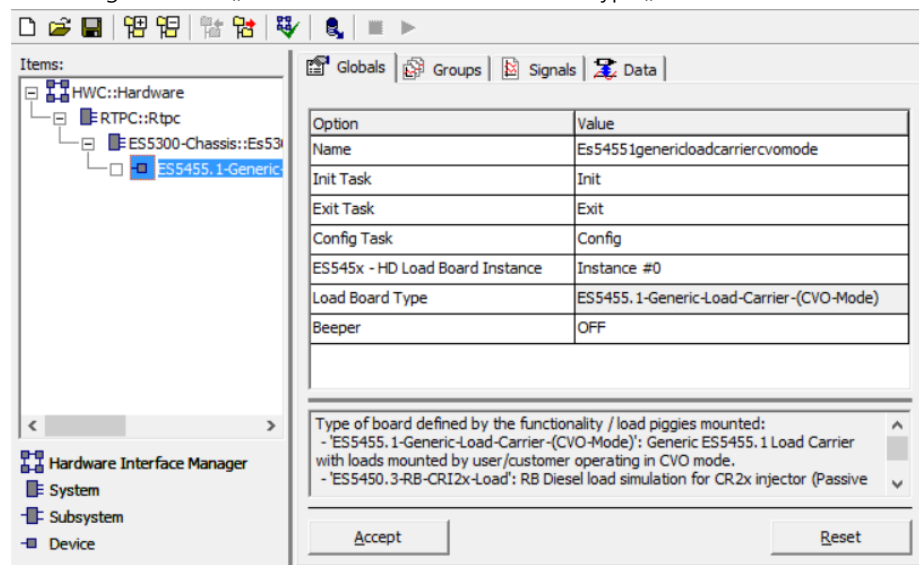 Items:
HWC::Hardware
RTPC::Rtpc
ES5300-Chassis::Es53
ES5455.1-Generic-
Hardware Interface Manager
System
Subsystem
Device
Globals Groups Signals Data
Option Value
Name Es54551genericloadcarriercvomode
Init Task Init
Exit Task Exit
Config Task Config
ES545x - HD Load Board Instance Instance #0
Load Board Type ES5455.1-Generic-Load-Carrier-(CVO-Mode)
Beeper OFF
Type of board defined by the functionality / load piggies mounted:
- 'ES5455.1-Generic-Load-Carrier-(CVO-Mode)': Generic ES5455.1 Load Carrier
with loads mounted by user/customer operating in CVO mode.
- 'ES5450.3-RB-CRI2x-Load': RB Diesel load simulation for CR2x injector (Passive
Accept Reset